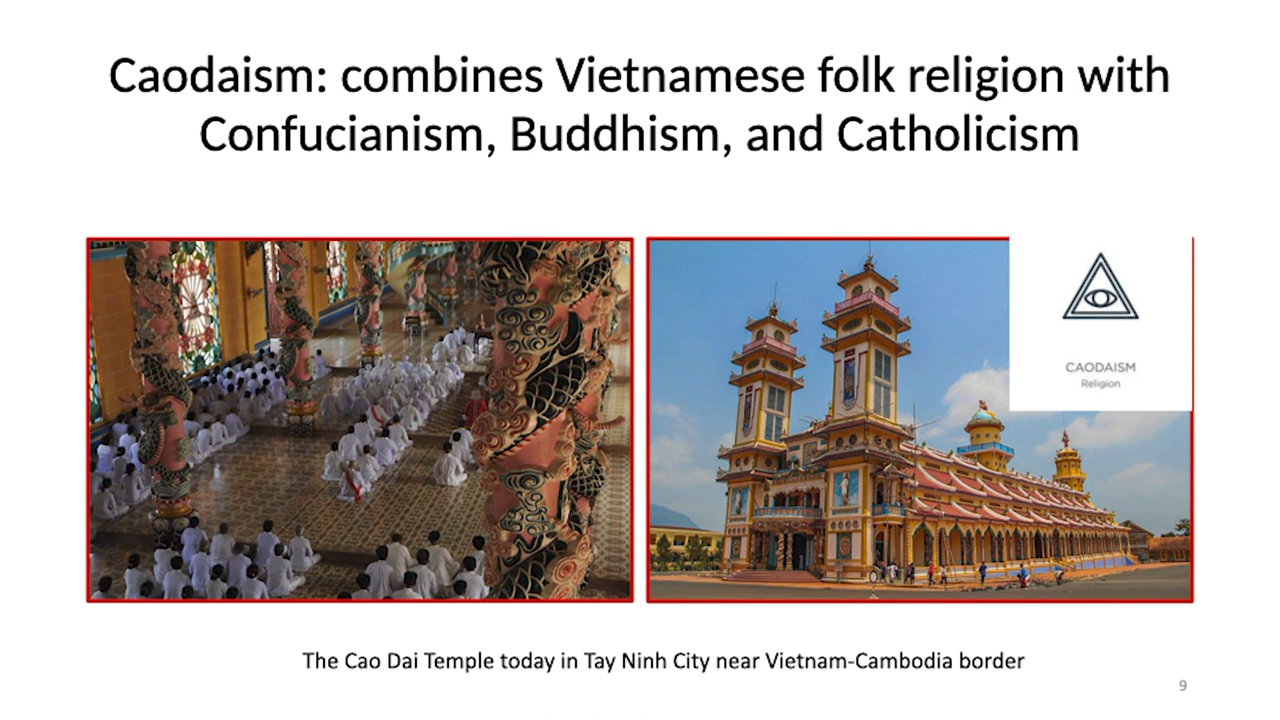 Caodaism: combines Vietnamese folk religion with
Confucianism, Buddhism, and Catholicism
CAODAISM
Religion
The Cao Dai Temple today in Tay Ninh City near Vietnam-Cambodia border
9